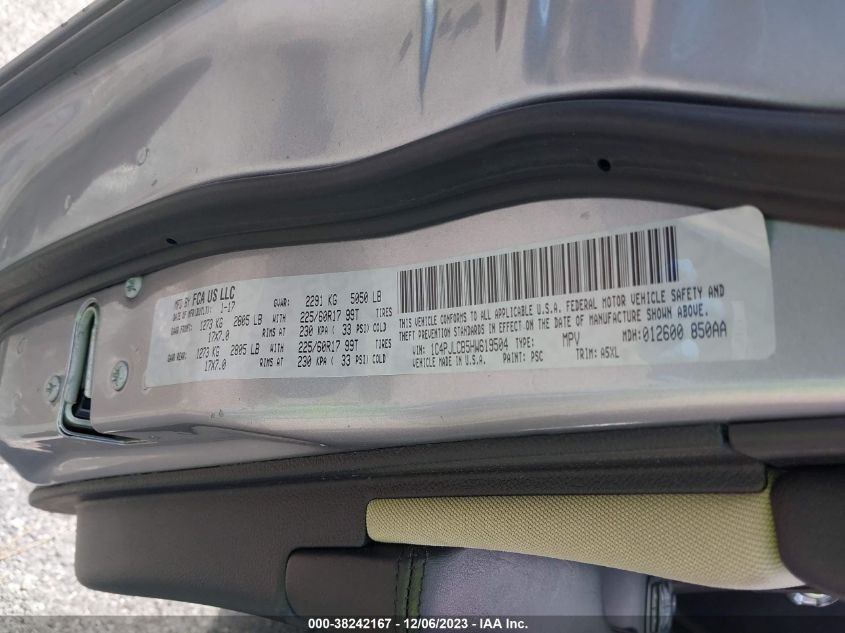 MFG BY FCA US LLC
DATE OF MFR(BUILT): 1-17 GVWR: 2291 KG 5050 LB
GAWR FRONT: 1273 KG 2805 LB WITH 225/60R17 99T TIRES
17X7.0 RIMS AT 230 KPA ( 33 PSI) COLD
GAWR REAR: 1273 KG 2805 LB WITH 225/60R17 99T TIRES
17X7.0 RIMS AT 230 KPA ( 33 PSI) COLD
THIS VEHICLE CONFORMS TO ALL APPLICABLE U.S.A. FEDERAL MOTOR VEHICLE SAFETY AND
THEFT PREVENTION STANDARDS IN EFFECT ON THE DATE OF MANUFACTURE SHOWN ABOVE.
VIN: 1C4PJLCB5HW619504 TYPE: MPV MDH: 012600 850AA
VEHICLE MADE IN U.S.A. PAINT: PSC TRIM: A5XL
000-38242167 - 12/06/2023 - IAA Inc.